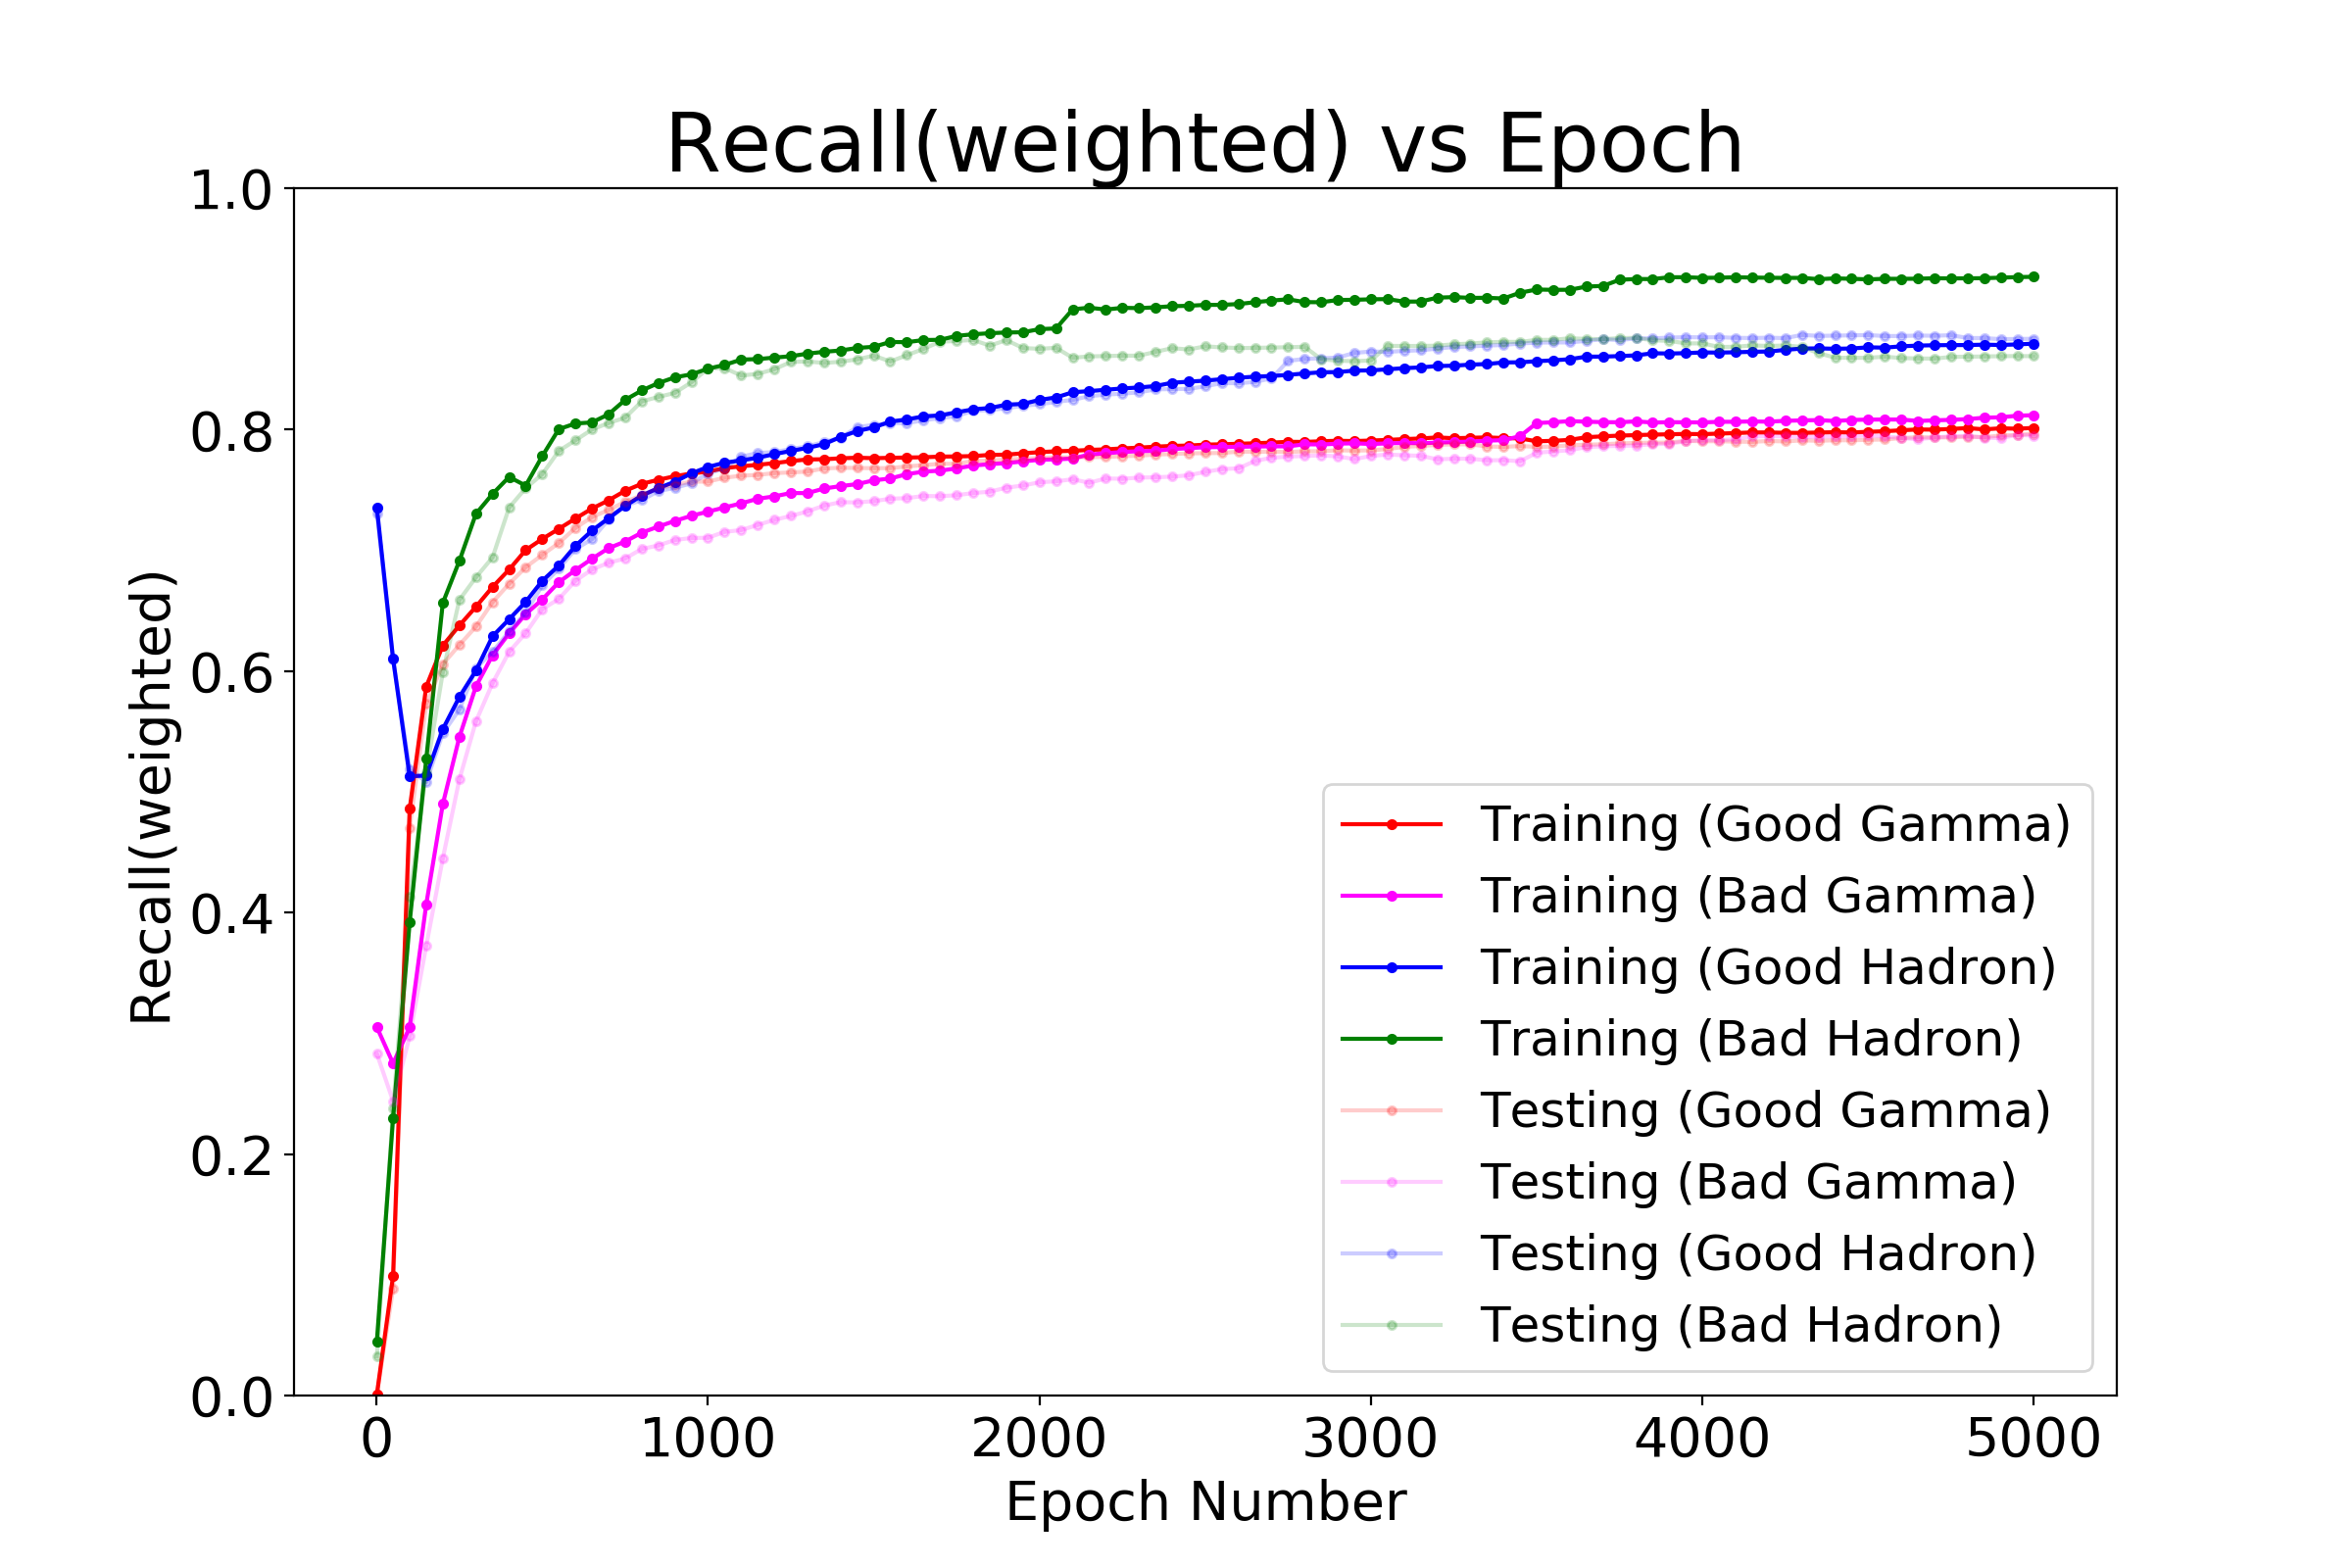 Recall(weighted) vs Epoch
Recall(weighted)
1.0
0.8
0.6
0.4
0.2
0.0
0 1000 2000 3000 4000 5000
Epoch Number
Training (Good Gamma)
Training (Bad Gamma)
Training (Good Hadron)
Training (Bad Hadron)
Testing (Good Gamma)
Testing (Bad Gamma)
Testing (Good Hadron)
Testing (Bad Hadron)